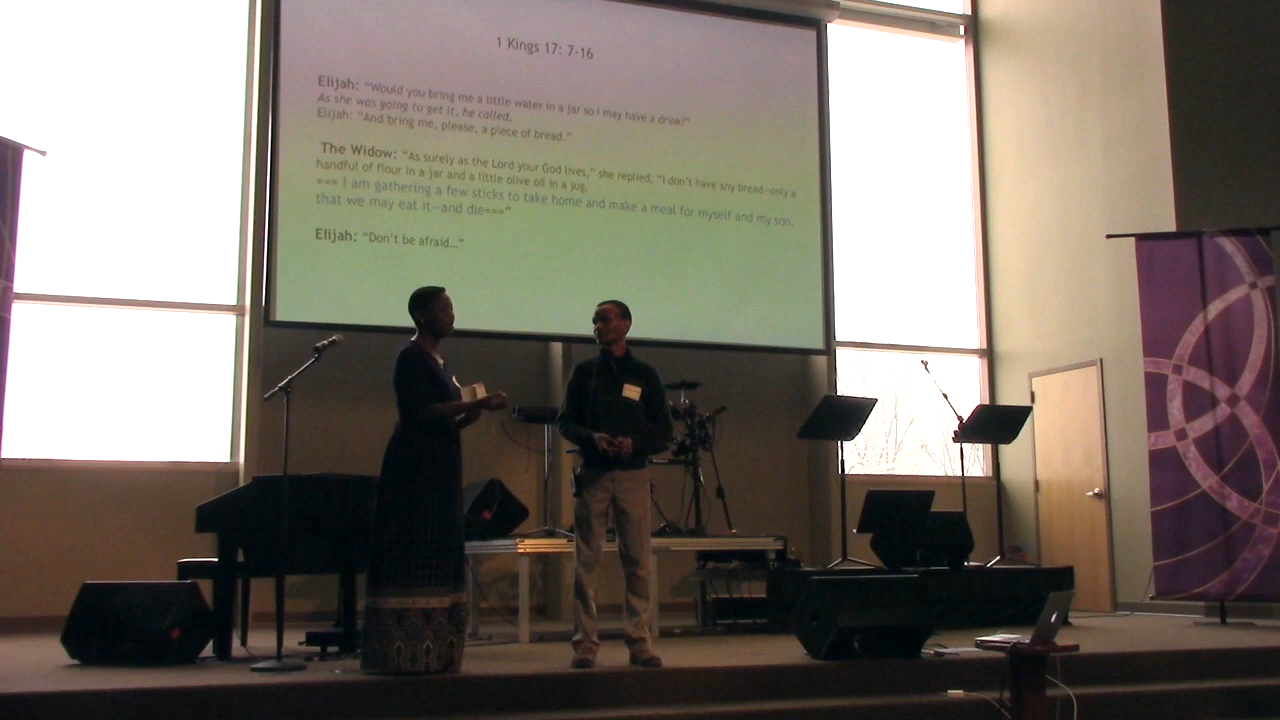 1 Kings 17: 7-16
Elijah: "Would you bring me a little water in a jar so I may have a drink?"
As she was going to get it, he called,
Elijah: "And bring me, please, a piece of bread."
The Widow: "As surely as the Lord your God lives," she replied, "I don't have any bread—only a
handful of flour in a jar and a little olive oil in a jug.
=== I am gathering a few sticks to take home and make a meal for myself and my son,
that we may eat it—and die==="
Elijah: "Don't be afraid…"